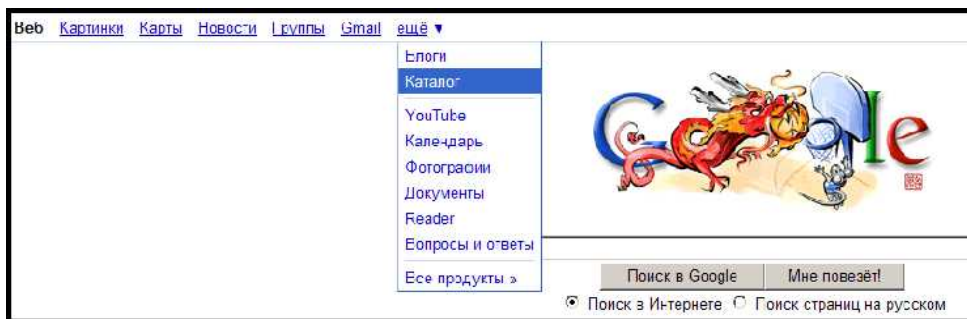 Веб Картинки Карты Новости Группы Gmail ещё ▼
Блоги
Каталог
YouTube
Календарь
Фотографии
Документы
Reader
Вопросы и ответы
Все продукты »
Google
Поиск в Google Мне повезёт!
Поиск в Интернете Поиск страниц на русском